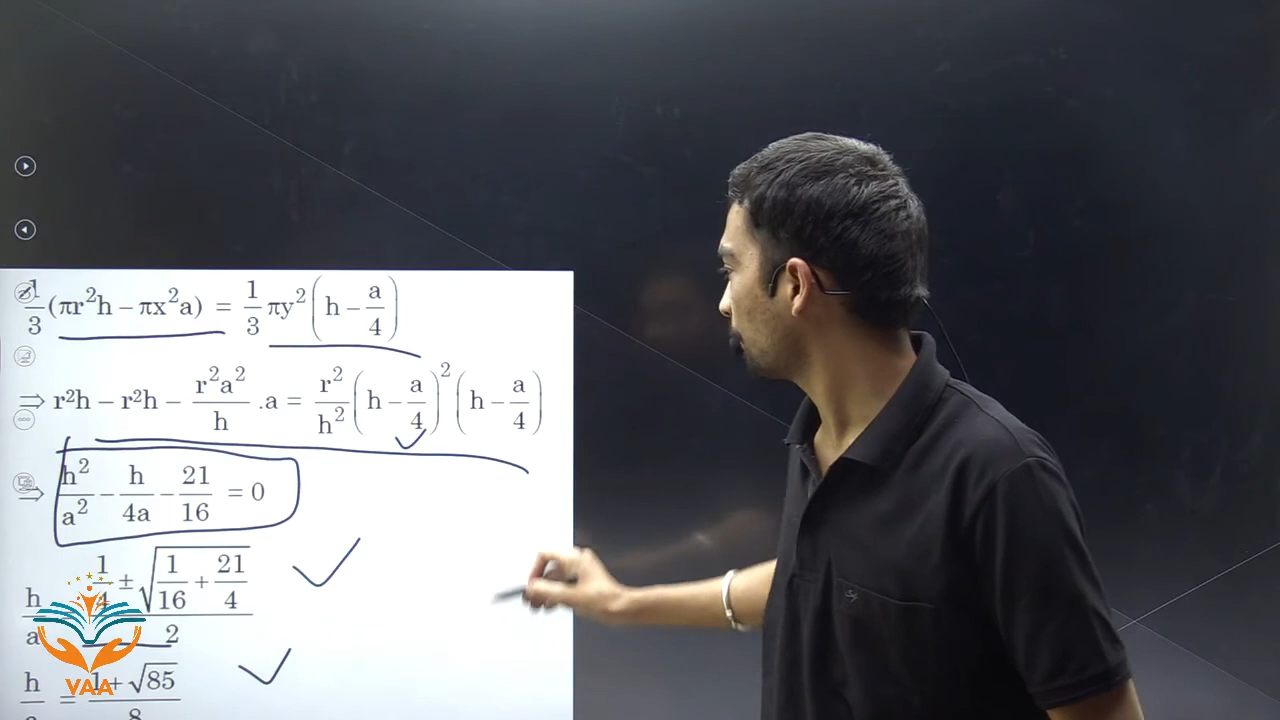 1/3 (πr²h − πx²a) = 1/3 πy² (h − a/4)
⇒ r²h − r²h − r²a²/h .a = r²/h² (h − a/4)² (h − a/4)
⇒ h²/a² − h/4a − 21/16 = 0
h/a 1/4 ± √(1/16 + 21/4) / 2
h/a = 1+ √85 / 8
VAA